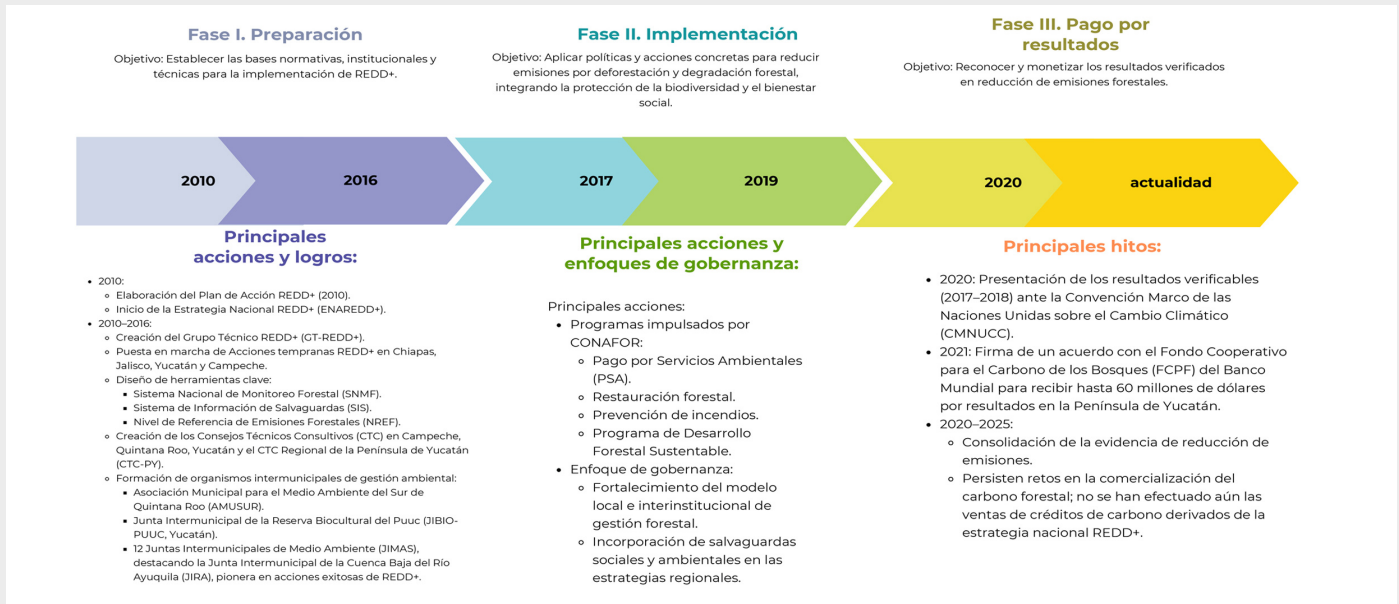 Fase I. Preparación
Objetivo: Establecer las bases normativas, institucionales y
técnicas para la implementación de REDD+.
Fase II. Implementación
Objetivo: Aplicar políticas y acciones concretas para reducir
emisiones por deforestación y degradación forestal,
integrando la protección de la biodiversidad y el bienestar
social.
Fase III. Pago por
resultados
Objetivo: Reconocer y monetizar los resultados verificados
en reducción de emisiones forestales.
2010
2016
2017
2019
2020
actualidad
Principales
acciones y logros:
• 2010:
◦ Elaboración del Plan de Acción REDD+ (2010).
◦ Inicio de la Estrategia Nacional REDD+ (ENAREDD+).
• 2010–2016:
◦ Creación del Grupo Técnico REDD+ (GT-REDD+).
◦ Puesta en marcha de Acciones tempranas REDD+ en Chiapas,
Jalisco, Yucatán y Campeche.
◦ Diseño de herramientas clave:
▪ Sistema Nacional de Monitoreo Forestal (SNMF).
▪ Sistema de Información de Salvaguardas (SIS).
▪ Nivel de Referencia de Emisiones Forestales (NREF).
◦ Creación de los Consejos Técnicos Consultivos (CTC) en Campeche,
Quintana Roo, Yucatán y el CTC Regional de la Península de Yucatán
(CTC-PY).
◦ Formación de organismos intermunicipales de gestión ambiental:
▪ Asociación Municipal para el Medio Ambiente del Sur de
Quintana Roo (AMUSUR).
▪ Junta Intermunicipal de la Reserva Biocultural del Puuc (JIBIO-
PUUC, Yucatán).
▪ 12 Juntas Intermunicipales de Medio Ambiente (JIMAS),
destacando la Junta Intermunicipal de la Cuenca Baja del Río
Ayuquila (JIRA), pionera en acciones exitosas de REDD+.
Principales acciones y
enfoques de gobernanza:
Principales acciones:
• Programas impulsados por
CONAFOR:
◦ Pago por Servicios Ambientales
(PSA).
◦ Restauración forestal.
◦ Prevención de incendios.
◦ Programa de Desarrollo
Forestal Sustentable.
• Enfoque de gobernanza:
◦ Fortalecimiento del modelo
local e interinstitucional de
gestión forestal.
◦ Incorporación de salvaguardas
sociales y ambientales en las
estrategias regionales.
Principales hitos:
• 2020: Presentación de los resultados verificables
(2017–2018) ante la Convención Marco de las
Naciones Unidas sobre el Cambio Climático
(CMNUCC).
• 2021: Firma de un acuerdo con el Fondo Cooperativo
para el Carbono de los Bosques (FCPF) del Banco
Mundial para recibir hasta 60 millones de dólares
por resultados en la Península de Yucatán.
• 2020–2025:
◦ Consolidación de la evidencia de reducción de
emisiones.
◦ Persisten retos en la comercialización del
carbono forestal; no se han efectuado aún las
ventas de créditos de carbono derivados de la
estrategia nacional REDD+.